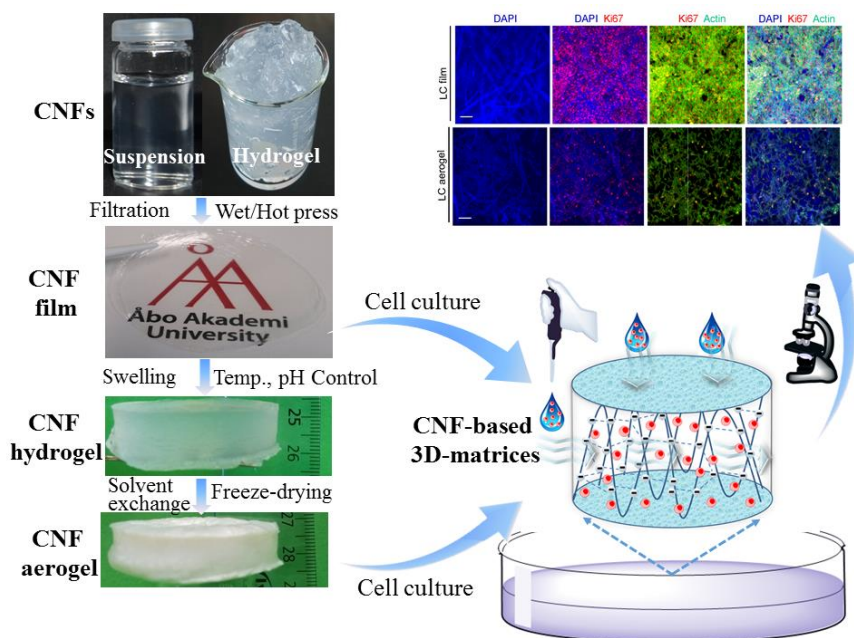 CNFs
Suspension
Hydrogel
Filtration
Wet/Hot press
CNF
film
Åbo Akademi
University
Swelling
Temp., pH Control
CNF
hydrogel
25
26
Solvent
exchange
Freeze-drying
CNF
aerogel
27
28
Cell culture
Cell culture
CNF-based
3D-matrices
DAPI
DAPI Ki67
Ki67 Actin
DAPI Ki67 Actin
LC film
LC aerogel